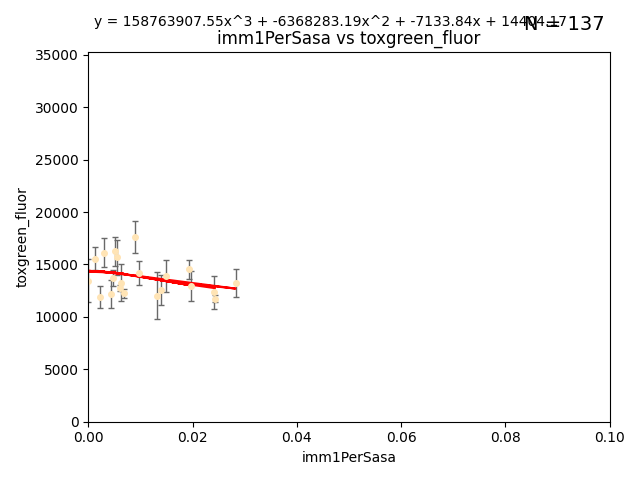 y = 158763907.55x^3 + -6368283.19x^2 + -7133.84x + 14404.17
N = 137
imm1PerSasa vs toxgreen_fluor
35000
30000
25000
20000
15000
10000
5000
0
toxgreen_fluor
0.00 0.02 0.04 0.06 0.08 0.10
imm1PerSasa